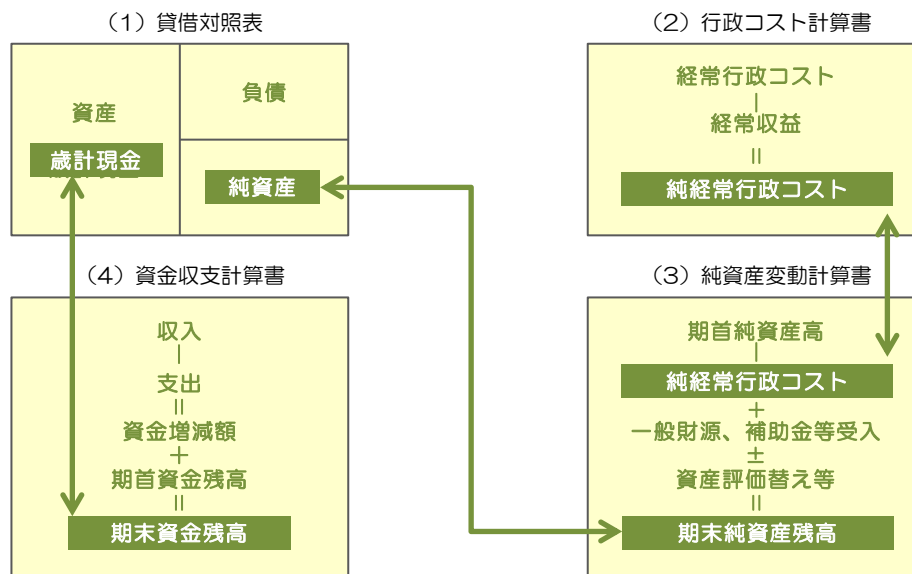 (1)貸借対照表
資産
歳計現金
負債
純資産
(2)行政コスト計算書
経常行政コスト
|
経常収益
||
純経常行政コスト
(4)資金収支計算書
収入
|
支出
||
資金増減額
+
期首資金残高
||
期末資金残高
(3)純資産変動計算書
期首純資産高
|
純経常行政コスト
+
一般財源、補助金等受入
±
資産評価替え等
||
期末純資産残高